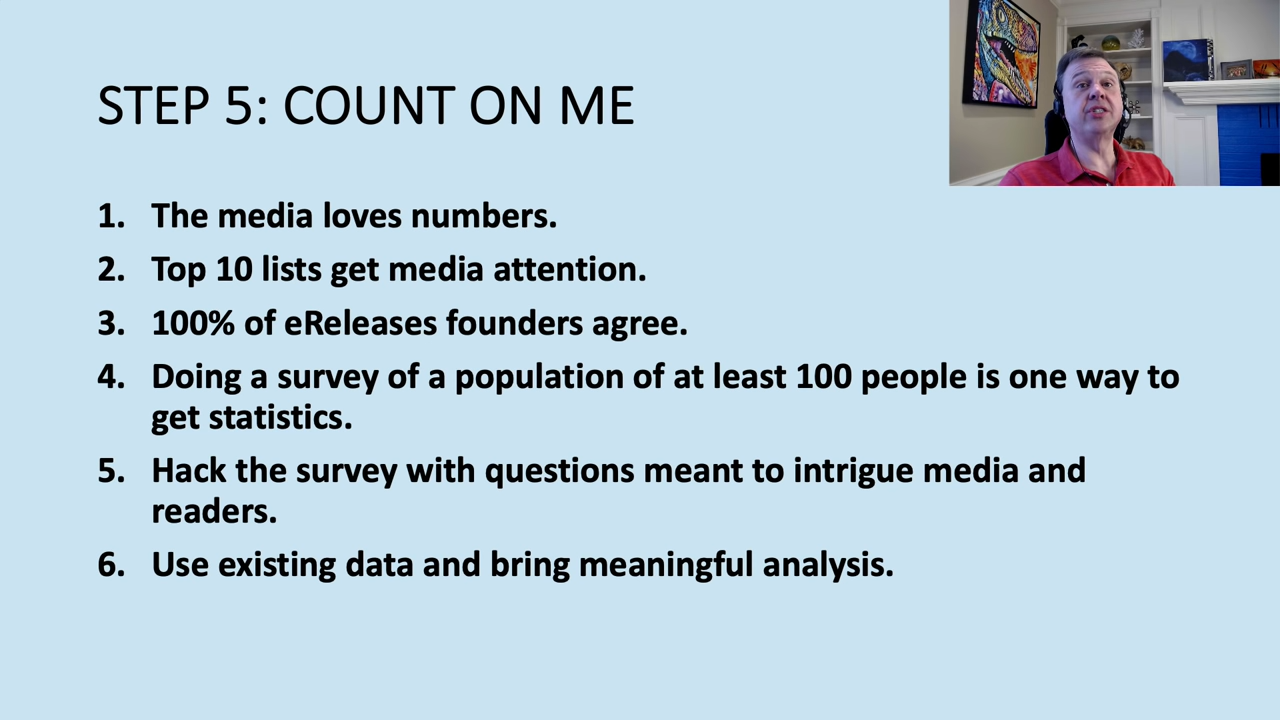 STEP 5: COUNT ON ME
1. The media loves numbers.
2. Top 10 lists get media attention.
3. 100% of eReleases founders agree.
4. Doing a survey of a population of at least 100 people is one way to
get statistics.
5. Hack the survey with questions meant to intrigue media and
readers.
6. Use existing data and bring meaningful analysis.